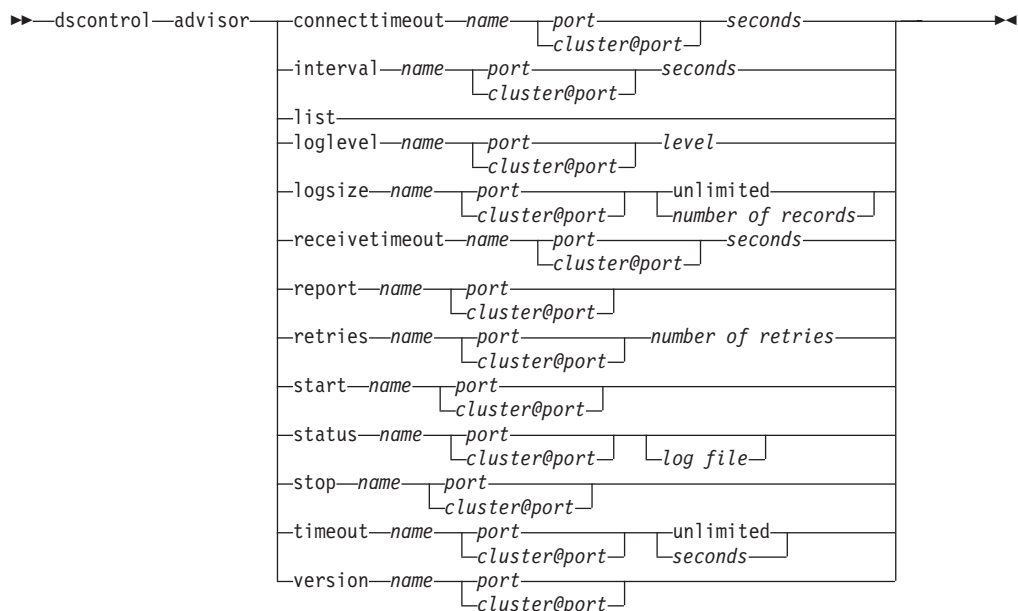 dscontrol advisor connecttimeout name port seconds
cluster@port
interval name port seconds
cluster@port
list
loglevel name port level
cluster@port
logsize name port unlimited
cluster@port number of records
receivetimeout name port seconds
cluster@port
report name port
cluster@port
retries name port number of retries
cluster@port
start name port
cluster@port
status name port
cluster@port log file
stop name port
cluster@port
timeout name port unlimited
cluster@port seconds
version name port
cluster@port